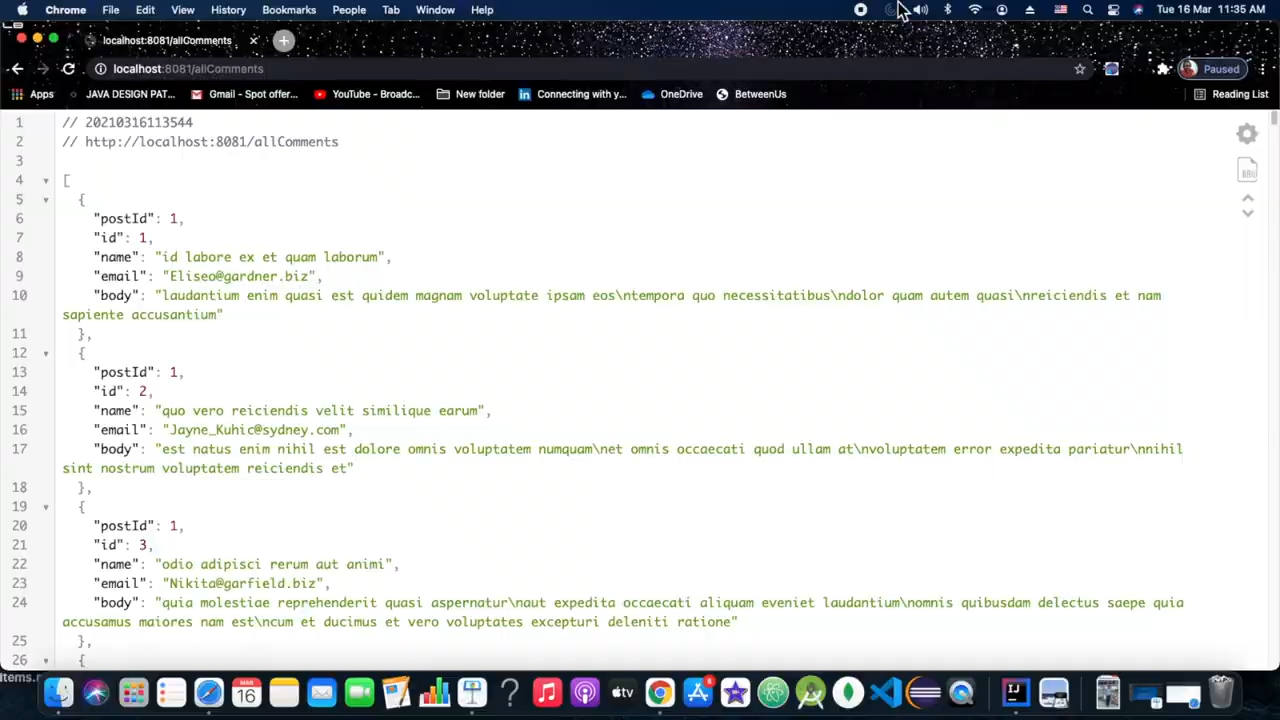 Chrome File Edit View History Bookmarks People Tab Window Help Tue 16 Mar 11:35 AM
localhost:8081/allComments
localhost:8081/allComments Paused
Apps JAVA DESIGN PAT... Gmail - Spot offer... YouTube - Broadc... New folder Connecting with y... OneDrive BetweenUs Reading List
1 // 20210316113544
2 // http://localhost:8081/allComments
3
4 [
5 {
6 "postId": 1,
7 "id": 1,
8 "name": "id labore ex et quam laborum",
9 "email": "Eliseo@gardner.biz",
10 "body": "laudantium enim quasi est quidem magnam voluptate ipsam eos\ntempora quo necessitatibus\ndolor quam autem quasi\nreiciendis et nam
sapiente accusantium"
11 },
12 {
13 "postId": 1,
14 "id": 2,
15 "name": "quo vero reiciendis velit similique earum",
16 "email": "Jayne_Kuhic@sydney.com",
17 "body": "est natus enim nihil est dolore omnis voluptatem numquam\net omnis occaecati quod ullam at\nvoluptatem error expedita pariatur\nnihil
sint nostrum voluptatem reiciendis et"
18 },
19 {
20 "postId": 1,
21 "id": 3,
22 "name": "odio adipisci rerum aut animi",
23 "email": "Nikita@garfield.biz",
24 "body": "quia molestiae reprehenderit quasi aspernatur\naut expedita occaecati aliquam eveniet laudantium\nomnis quibusdam delectus saepe quia
accusamus maiores nam est\ncum et ducimus et vero voluptates excepturi deleniti ratione"
25 },
26 {
MAR
16
tv
8
IJ